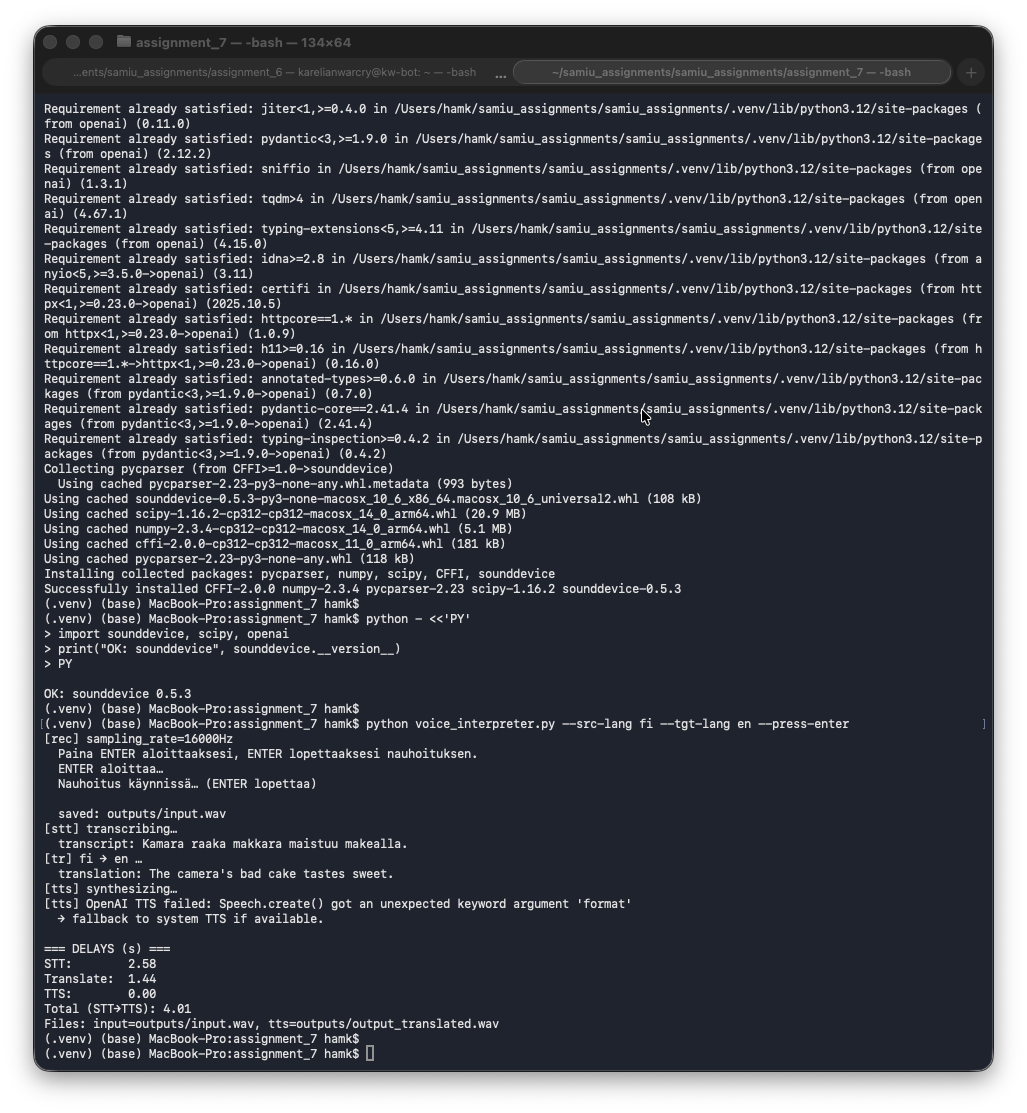 assignment_7 — -bash — 134×64
...ents/samiu_assignments/assignment_6 — karelianwarcry@kw-bot: ~ — -bash ... ~/samiu_assignments/samiu_assignments/assignment_7 — -bash +
Requirement already satisfied: jiter<1,>=0.4.0 in /Users/hamk/samiu_assignments/samiu_assignments/.venv/lib/python3.12/site-packages (
from openai) (0.11.0)
Requirement already satisfied: pydantic<3,>=1.9.0 in /Users/hamk/samiu_assignments/samiu_assignments/.venv/lib/python3.12/site-package
s (from openai) (2.12.2)
Requirement already satisfied: sniffio in /Users/hamk/samiu_assignments/samiu_assignments/.venv/lib/python3.12/site-packages (from ope
nai) (1.3.1)
Requirement already satisfied: tqdm>4 in /Users/hamk/samiu_assignments/samiu_assignments/.venv/lib/python3.12/site-packages (from open
ai) (4.67.1)
Requirement already satisfied: typing-extensions<5,>=4.11 in /Users/hamk/samiu_assignments/samiu_assignments/.venv/lib/python3.12/site
-packages (from openai) (4.15.0)
Requirement already satisfied: idna>=2.8 in /Users/hamk/samiu_assignments/samiu_assignments/.venv/lib/python3.12/site-packages (from a
nyio<5,>=3.5.0->openai) (3.11)
Requirement already satisfied: certifi in /Users/hamk/samiu_assignments/samiu_assignments/.venv/lib/python3.12/site-packages (from htt
px<1,>=0.23.0->openai) (2025.10.5)
Requirement already satisfied: httpcore==1.* in /Users/hamk/samiu_assignments/samiu_assignments/.venv/lib/python3.12/site-packages (fr
om httpx<1,>=0.23.0->openai) (1.0.9)
Requirement already satisfied: h11>=0.16 in /Users/hamk/samiu_assignments/samiu_assignments/.venv/lib/python3.12/site-packages (from h
ttpcore==1.*->httpx<1,>=0.23.0->openai) (0.16.0)
Requirement already satisfied: annotated-types>=0.6.0 in /Users/hamk/samiu_assignments/samiu_assignments/.venv/lib/python3.12/site-pac
kages (from pydantic<3,>=1.9.0->openai) (0.7.0)
Requirement already satisfied: pydantic-core==2.41.4 in /Users/hamk/samiu_assignments/samiu_assignments/.venv/lib/python3.12/site-pack
ages (from pydantic<3,>=1.9.0->openai) (2.41.4)
Requirement already satisfied: typing-inspection>=0.4.2 in /Users/hamk/samiu_assignments/samiu_assignments/.venv/lib/python3.12/site-p
ackages (from pydantic<3,>=1.9.0->openai) (0.4.2)
Collecting pycparser (from CFFI>=1.0->sounddevice)
  Using cached pycparser-2.23-py3-none-any.whl.metadata (993 bytes)
Using cached sounddevice-0.5.3-py3-none-macosx_10_6_x86_64.macosx_10_6_universal2.whl (108 kB)
Using cached scipy-1.16.2-cp312-cp312-macosx_14_0_arm64.whl (20.9 MB)
Using cached numpy-2.3.4-cp312-cp312-macosx_14_0_arm64.whl (5.1 MB)
Using cached cffi-2.0.0-cp312-cp312-macosx_11_0_arm64.whl (181 kB)
Using cached pycparser-2.23-py3-none-any.whl (118 kB)
Installing collected packages: pycparser, numpy, scipy, CFFI, sounddevice
Successfully installed CFFI-2.0.0 numpy-2.3.4 pycparser-2.23 scipy-1.16.2 sounddevice-0.5.3
(.venv) (base) MacBook-Pro:assignment_7 hamk$
(.venv) (base) MacBook-Pro:assignment_7 hamk$ python - <<'PY'
> import sounddevice, scipy, openai
> print("OK: sounddevice", sounddevice.__version__)
> PY
OK: sounddevice 0.5.3
(.venv) (base) MacBook-Pro:assignment_7 hamk$
[(.venv) (base) MacBook-Pro:assignment_7 hamk$ python voice_interpreter.py --src-lang fi --tgt-lang en --press-enter ]
[rec] sampling_rate=16000Hz
  Paina ENTER aloittaaksesi, ENTER lopettaaksesi nauhoituksen.
  ENTER aloittaa…
  Nauhoitus käynnissä… (ENTER lopettaa)
  saved: outputs/input.wav
[stt] transcribing…
  transcript: Kamara raaka makkara maistuu makealla.
[tr] fi → en …
  translation: The camera's bad cake tastes sweet.
[tts] synthesizing…
[tts] OpenAI TTS failed: Speech.create() got an unexpected keyword argument 'format'
  → fallback to system TTS if available.
=== DELAYS (s) ===
STT:        2.58
Translate:  1.44
TTS:        0.00
Total (STT→TTS): 4.01
Files: input=outputs/input.wav, tts=outputs/output_translated.wav
(.venv) (base) MacBook-Pro:assignment_7 hamk$
(.venv) (base) MacBook-Pro:assignment_7 hamk$